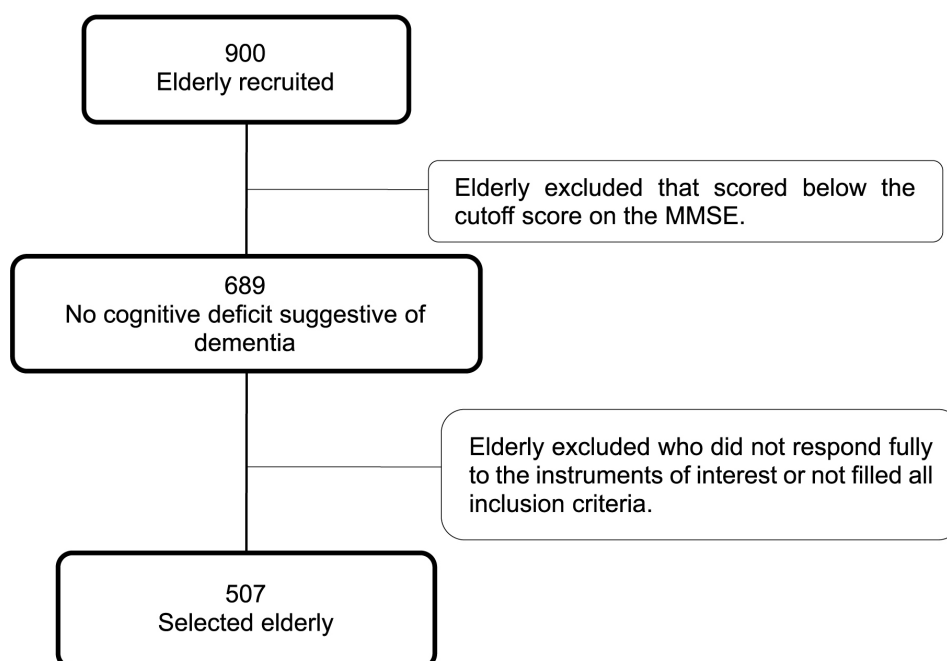 900
Elderly recruited
Elderly excluded that scored below the
cutoff score on the MMSE.
689
No cognitive deficit suggestive of
dementia
Elderly excluded who did not respond fully
to the instruments of interest or not filled all
inclusion criteria.
507
Selected elderly